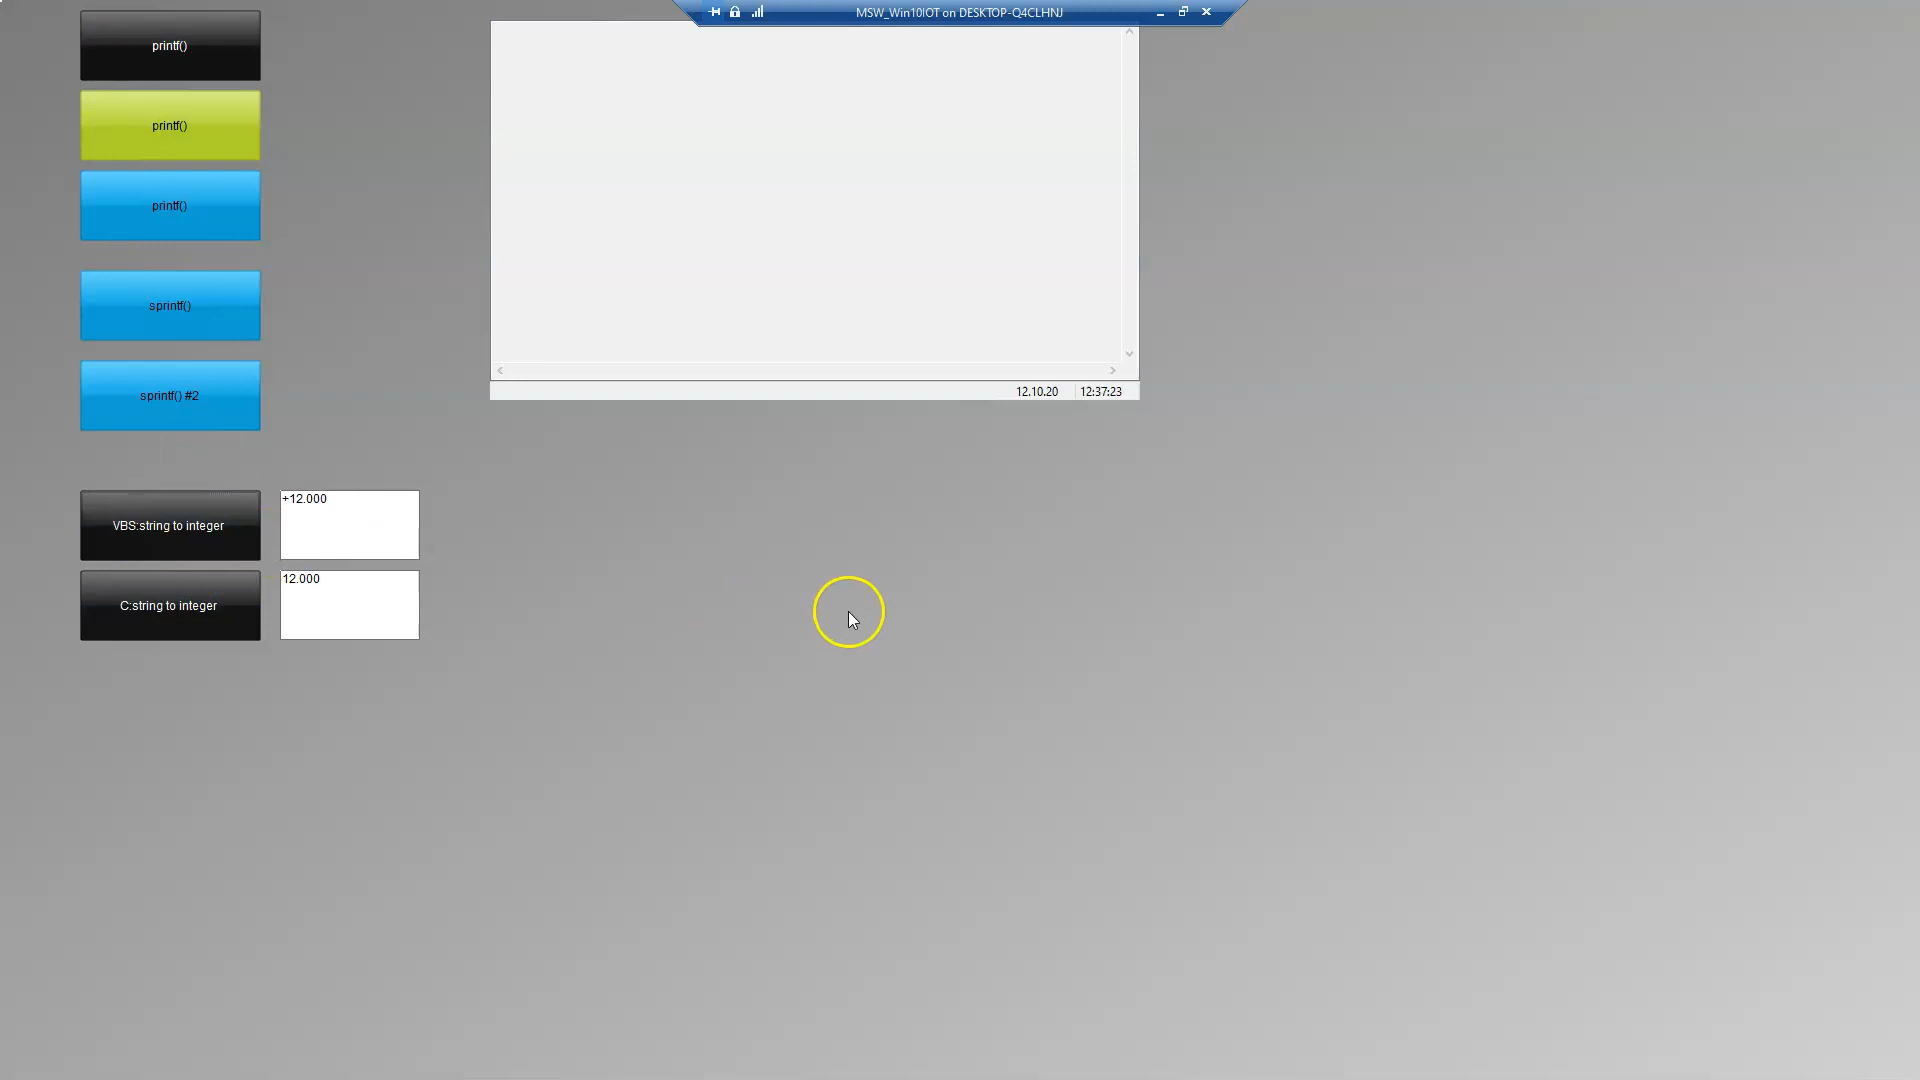 MSW_Win10IOT on DESKTOP-Q4CLHNJ
printf()
printf()
printf()
sprintf()
sprintf() #2
12.10.20 12:37:23
VBS:string to integer
+12.000
C:string to integer
12.000